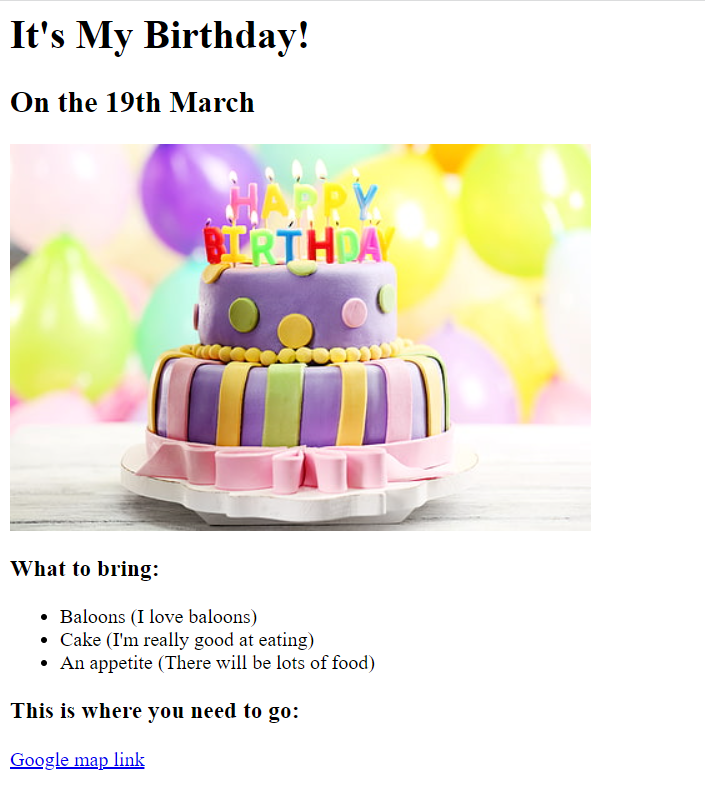 It's My Birthday!
On the 19th March
HAPPY
BIRTHDAY
What to bring:
Baloons (I love baloons)
Cake (I'm really good at eating)
An appetite (There will be lots of food)
This is where you need to go:
Google map link